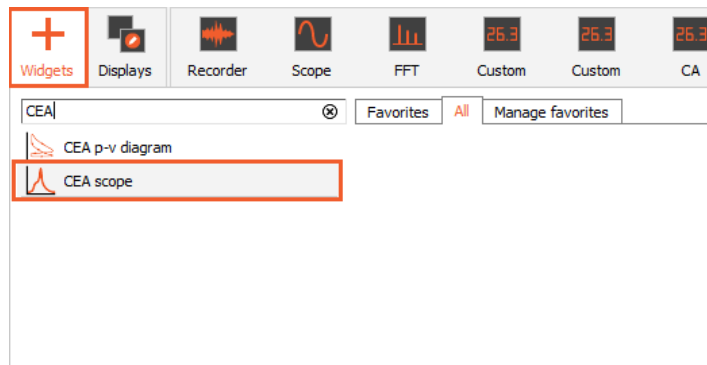 26.3 26.3 26.3
Widgets Displays Recorder Scope FFT Custom Custom CA
CEA Favorites All Manage favorites
CEA p-v diagram
CEA scope